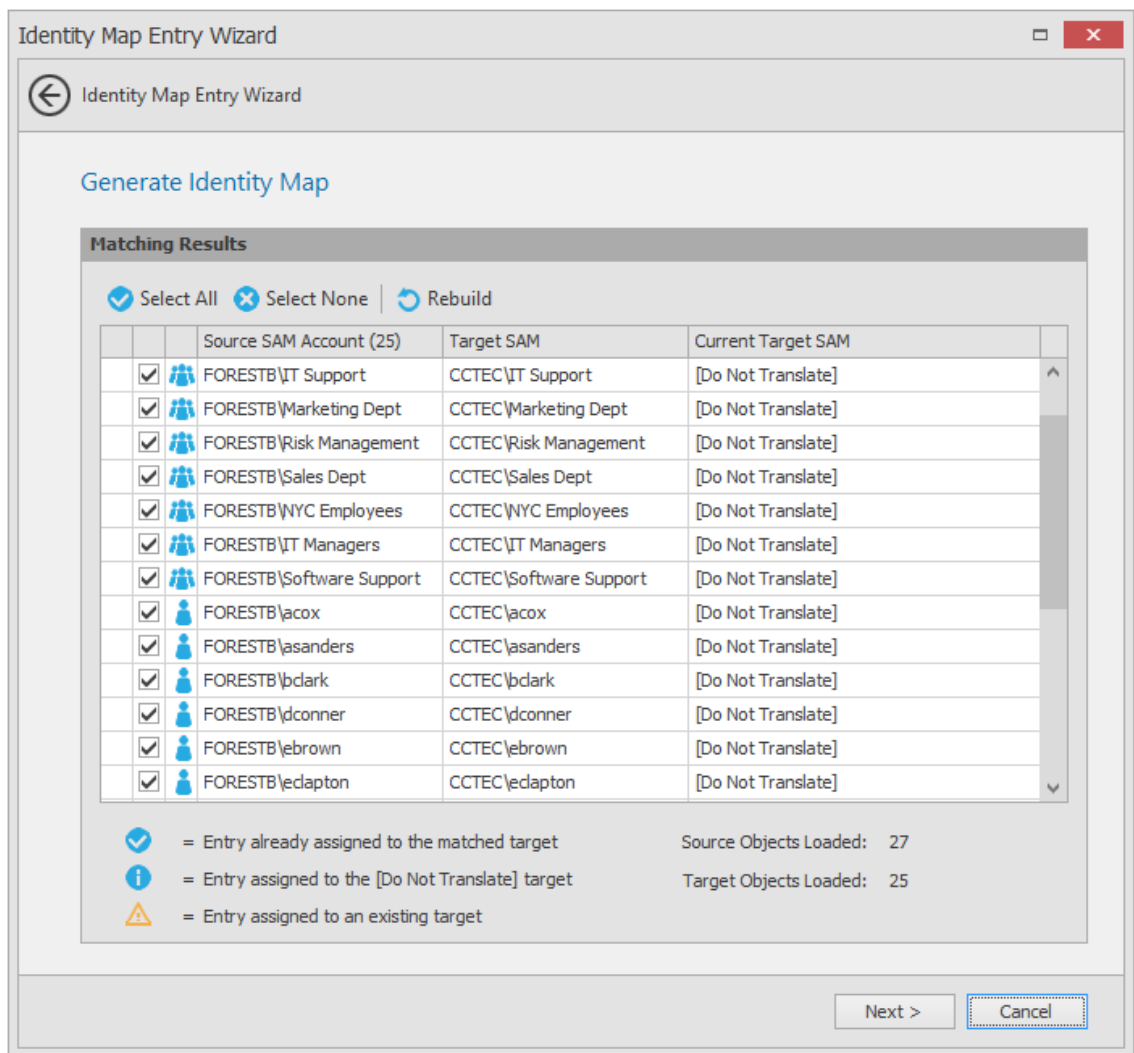 Identity Map Entry Wizard
Identity Map Entry Wizard
Generate Identity Map
Matching Results
Select All Select None Rebuild
Source SAM Account (25) Target SAM Current Target SAM
FORESTB\IT Support CCTEC\IT Support [Do Not Translate]
FORESTB\Marketing Dept CCTEC\Marketing Dept [Do Not Translate]
FORESTB\Risk Management CCTEC\Risk Management [Do Not Translate]
FORESTB\Sales Dept CCTEC\Sales Dept [Do Not Translate]
FORESTB\NYC Employees CCTEC\NYC Employees [Do Not Translate]
FORESTB\IT Managers CCTEC\IT Managers [Do Not Translate]
FORESTB\Software Support CCTEC\Software Support [Do Not Translate]
FORESTB\acox CCTEC\acox [Do Not Translate]
FORESTB\asanders CCTEC\asanders [Do Not Translate]
FORESTB\bclark CCTEC\bclark [Do Not Translate]
FORESTB\dconner CCTEC\dconner [Do Not Translate]
FORESTB\ebrown CCTEC\ebrown [Do Not Translate]
FORESTB\eclapton CCTEC\eclapton [Do Not Translate]
= Entry already assigned to the matched target Source Objects Loaded: 27
= Entry assigned to the [Do Not Translate] target Target Objects Loaded: 25
= Entry assigned to an existing target
Next > Cancel